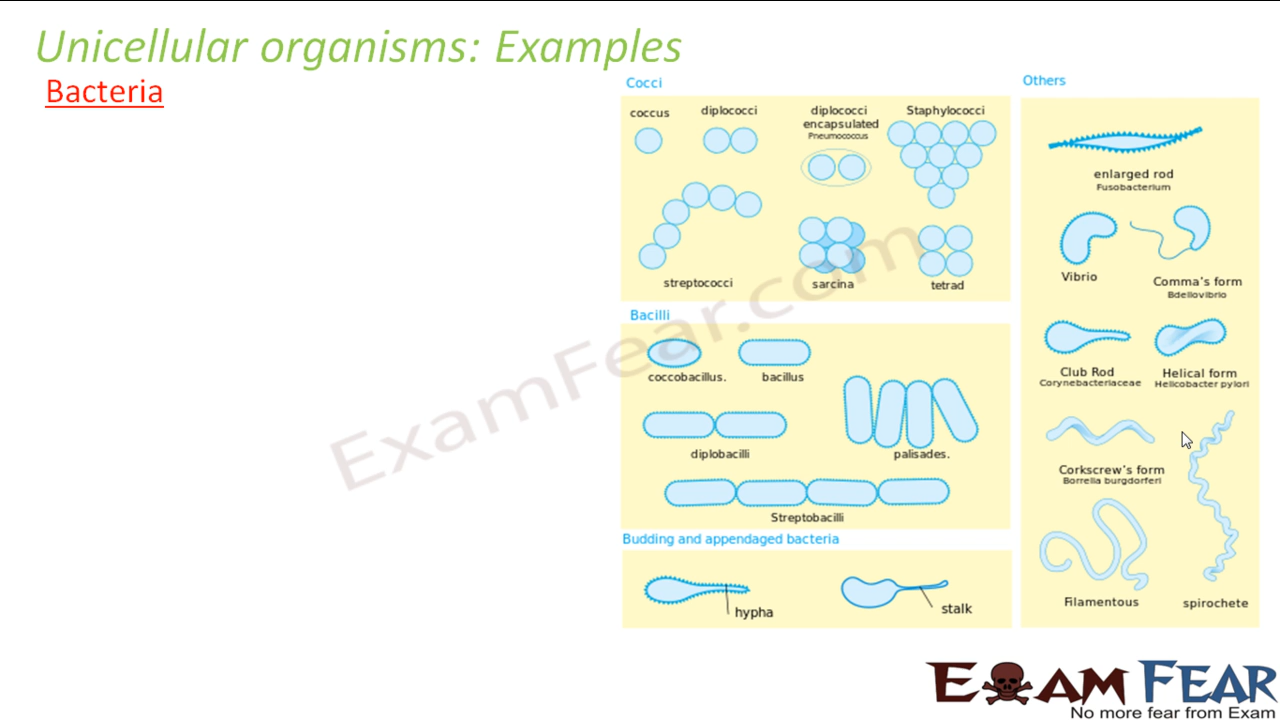 Unicellular organisms: Examples
Bacteria
Cocci
coccus
diplococci
diplococci
encapsulated
Pneumococcus
Staphylococci
streptococci
sarcina
tetrad
Bacilli
coccobacillus.
bacillus
diplobacilli
palisades.
Streptobacilli
Budding and appendaged bacteria
hypha
stalk
Others
enlarged rod
Fusobacterium
Vibrio
Comma's form
Bdellovibrio
Club Rod
Corynebacteriaceae
Helical form
Helicobacter pylori
Corkscrew's form
Borrelia burgdorferi
Filamentous
spirochete
ExamFear.com
EXAM FEAR
No more fear from Exam